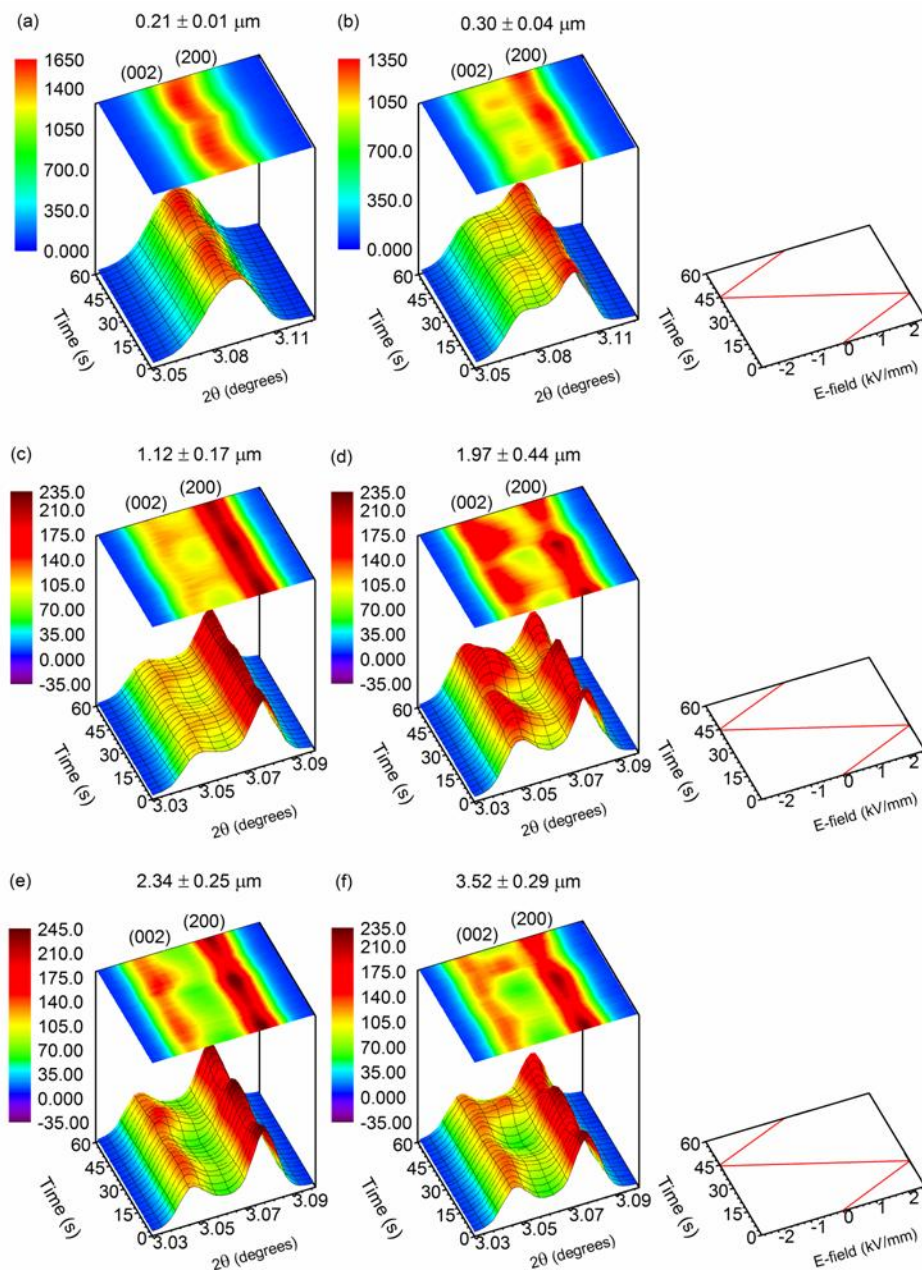 (a) 0.21 ± 0.01 μm
(002) (200)
1650
1400
1050
700.0
350.0
0.000
60
45
30
15
0
Time (s)
3.05 3.08 3.11
2θ (degrees)
(b) 0.30 ± 0.04 μm
(002) (200)
1350
1050
700.0
350.0
0.000
60
45
30
15
0
Time (s)
3.05 3.08 3.11
2θ (degrees)
60
45
30
15
0
Time (s)
-2 -1 0 1 2
E-field (kV/mm)
(c) 1.12 ± 0.17 μm
(002) (200)
235.0
210.0
175.0
140.0
105.0
70.00
35.00
0.000
-35.00
60
45
30
15
0
Time (s)
3.03 3.05 3.07 3.09
2θ (degrees)
(d) 1.97 ± 0.44 μm
(002) (200)
235.0
210.0
175.0
140.0
105.0
70.00
35.00
0.000
-35.00
60
45
30
15
0
Time (s)
3.03 3.05 3.07 3.09
2θ (degrees)
60
45
30
15
0
Time (s)
-2 -1 0 1 2
E-field (kV/mm)
(e) 2.34 ± 0.25 μm
(002) (200)
245.0
210.0
175.0
140.0
105.0
70.00
35.00
0.000
-35.00
60
45
30
15
0
Time (s)
3.03 3.05 3.07 3.09
2θ (degrees)
(f) 3.52 ± 0.29 μm
(002) (200)
235.0
210.0
175.0
140.0
105.0
70.00
35.00
0.000
-35.00
60
45
30
15
0
Time (s)
3.03 3.05 3.07 3.09
2θ (degrees)
60
45
30
15
0
Time (s)
-2 -1 0 1 2
E-field (kV/mm)